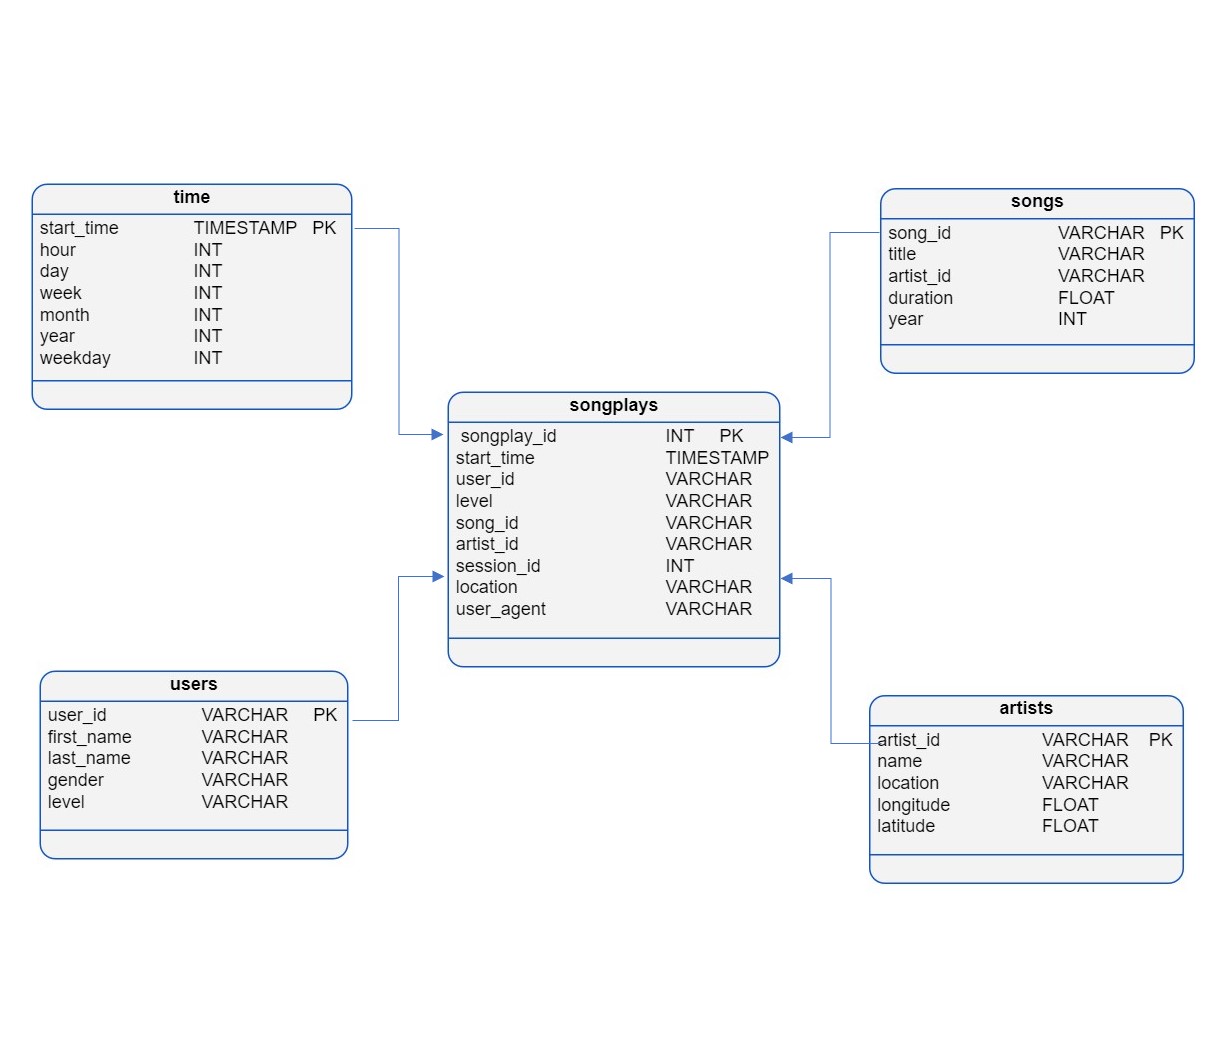 time
start_time TIMESTAMP PK
hour INT
day INT
week INT
month INT
year INT
weekday INT
songs
song_id VARCHAR PK
title VARCHAR
artist_id VARCHAR
duration FLOAT
year INT
songplays
songplay_id INT PK
start_time TIMESTAMP
user_id VARCHAR
level VARCHAR
song_id VARCHAR
artist_id VARCHAR
session_id INT
location VARCHAR
user_agent VARCHAR
users
user_id VARCHAR PK
first_name VARCHAR
last_name VARCHAR
gender VARCHAR
level VARCHAR
artists
artist_id VARCHAR PK
name VARCHAR
location VARCHAR
longitude FLOAT
latitude FLOAT